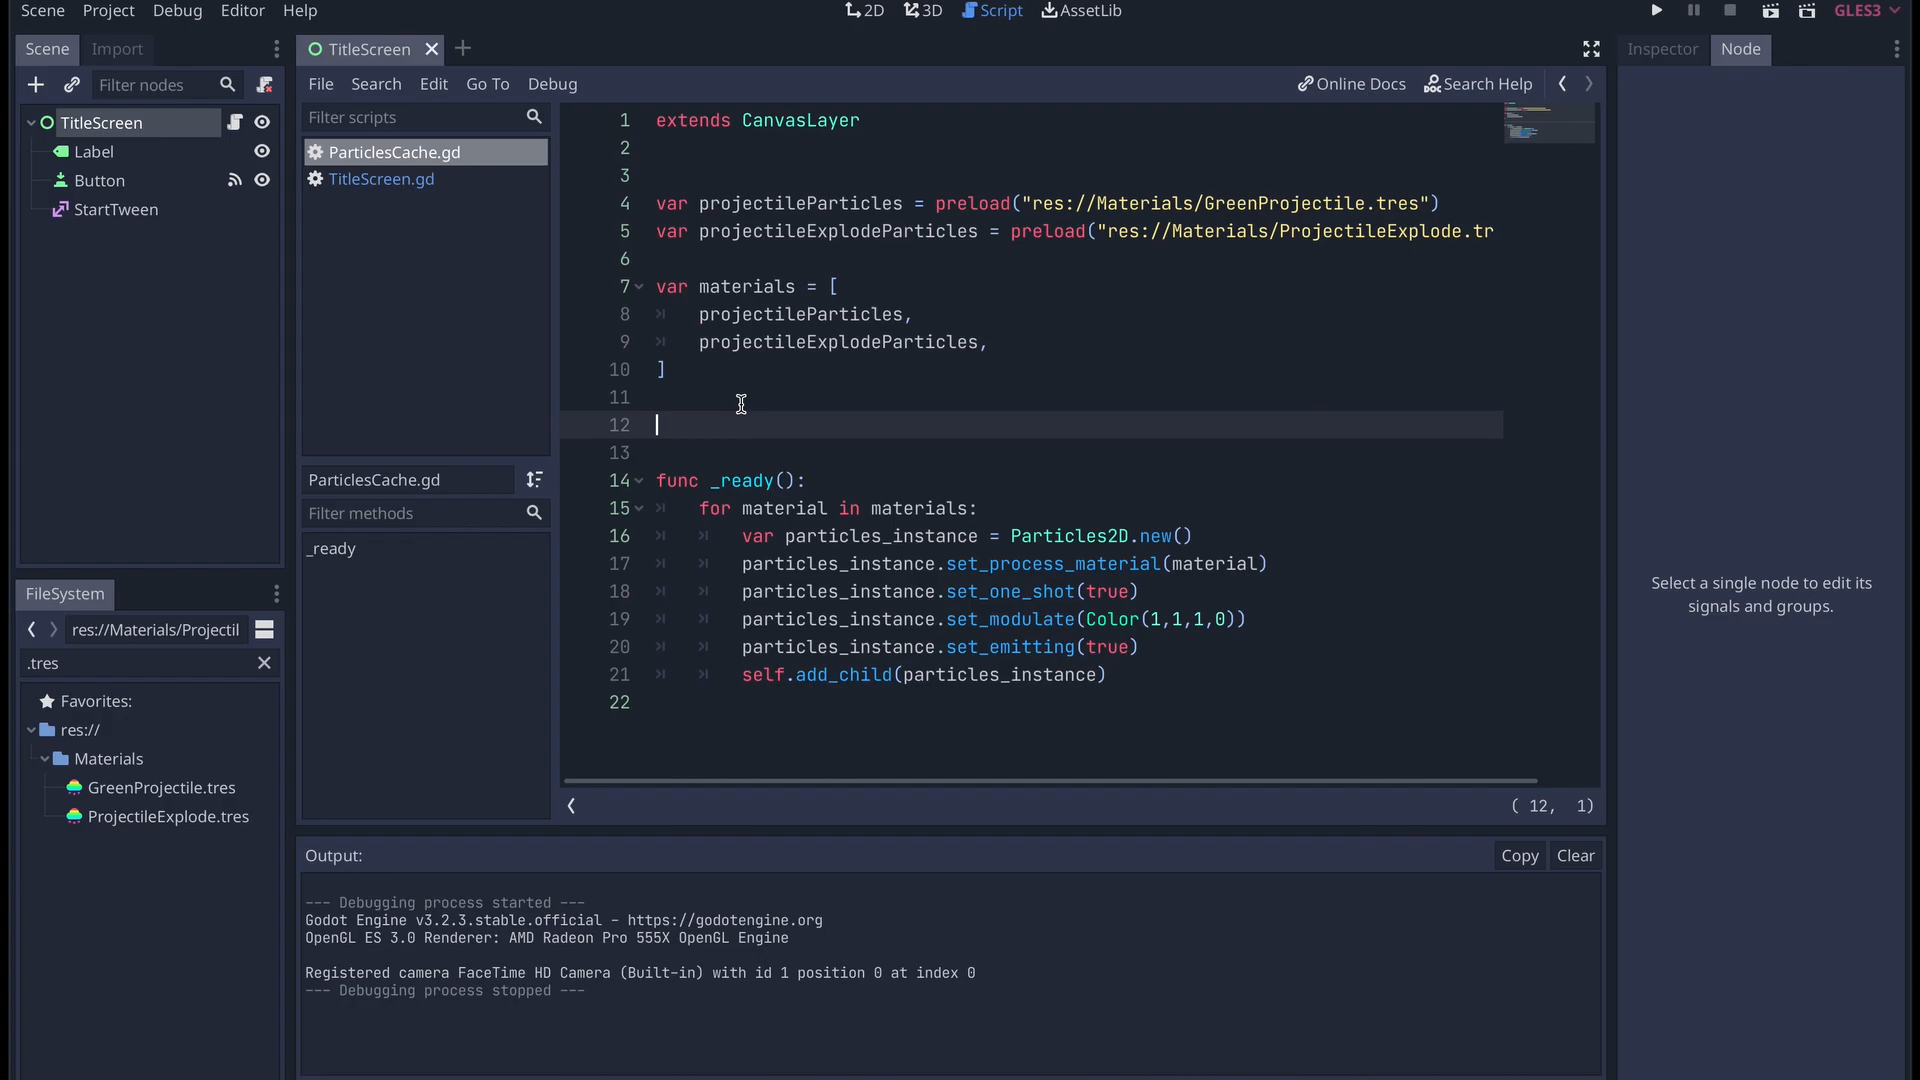 Scene Project Debug Editor Help 2D 3D Script AssetLib GLES3
Scene Import
Filter nodes
TitleScreen
Label
Button
StartTween
FileSystem
res://Materials/Projectil
.tres
Favorites:
res://
Materials
GreenProjectile.tres
ProjectileExplode.tres
TitleScreen
File Search Edit Go To Debug Online Docs Search Help
Filter scripts
ParticlesCache.gd
TitleScreen.gd
ParticlesCache.gd
Filter methods
_ready
1 extends CanvasLayer
2
3
4 var projectileParticles = preload("res://Materials/GreenProjectile.tres")
5 var projectileExplodeParticles = preload("res://Materials/ProjectileExplode.tr
6
7 var materials = [
8 projectileParticles,
9 projectileExplodeParticles,
10 ]
11
12
13
14 func _ready():
15 for material in materials:
16 var particles_instance = Particles2D.new()
17 particles_instance.set_process_material(material)
18 particles_instance.set_one_shot(true)
19 particles_instance.set_modulate(Color(1,1,1,0))
20 particles_instance.set_emitting(true)
21 self.add_child(particles_instance)
22
( 12, 1)
Output: Copy Clear
--- Debugging process started ---
Godot Engine v3.2.3.stable.official - https://godotengine.org
OpenGL ES 3.0 Renderer: AMD Radeon Pro 555X OpenGL Engine
Registered camera FaceTime HD Camera (Built-in) with id 1 position 0 at index 0
--- Debugging process stopped ---
Inspector Node
Select a single node to edit its
signals and groups.